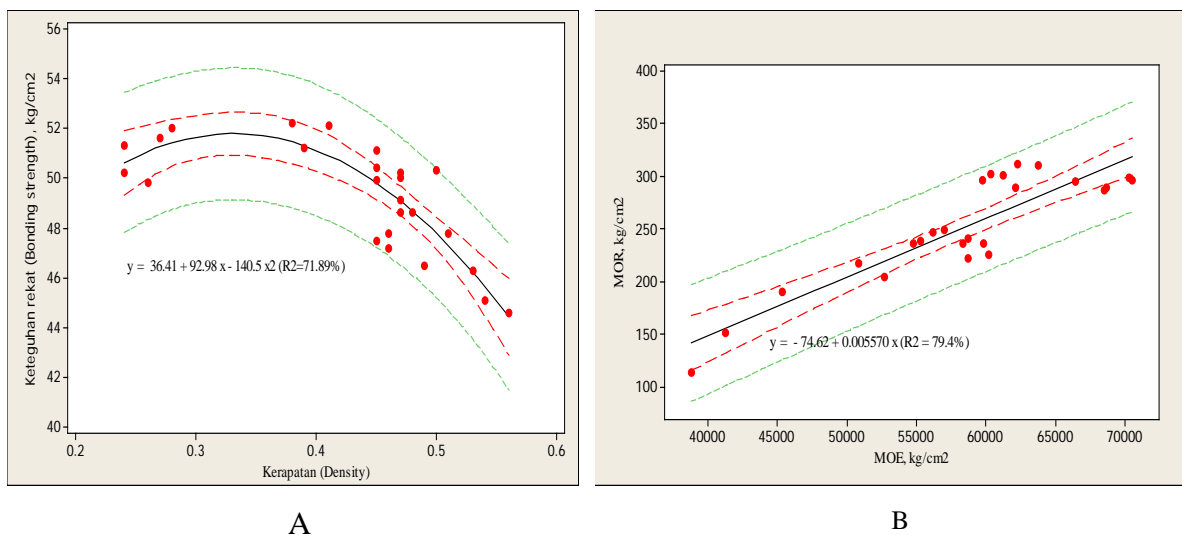 56
54
52
50
48
46
44
42
40
Keteguhan rekat (Bonding strength), kg/cm2
y = 36.41 + 92.98 x - 140.5 x2 (R2=71.89%)
0.2 0.3 0.4 0.5 0.6
Kerapatan (Density)
A
400
350
300
250
200
150
100
MOR, kg/cm2
y = - 74.62 + 0.005570 x (R2 = 79.4%)
40000 45000 50000 55000 60000 65000 70000
MOE, kg/cm2
B